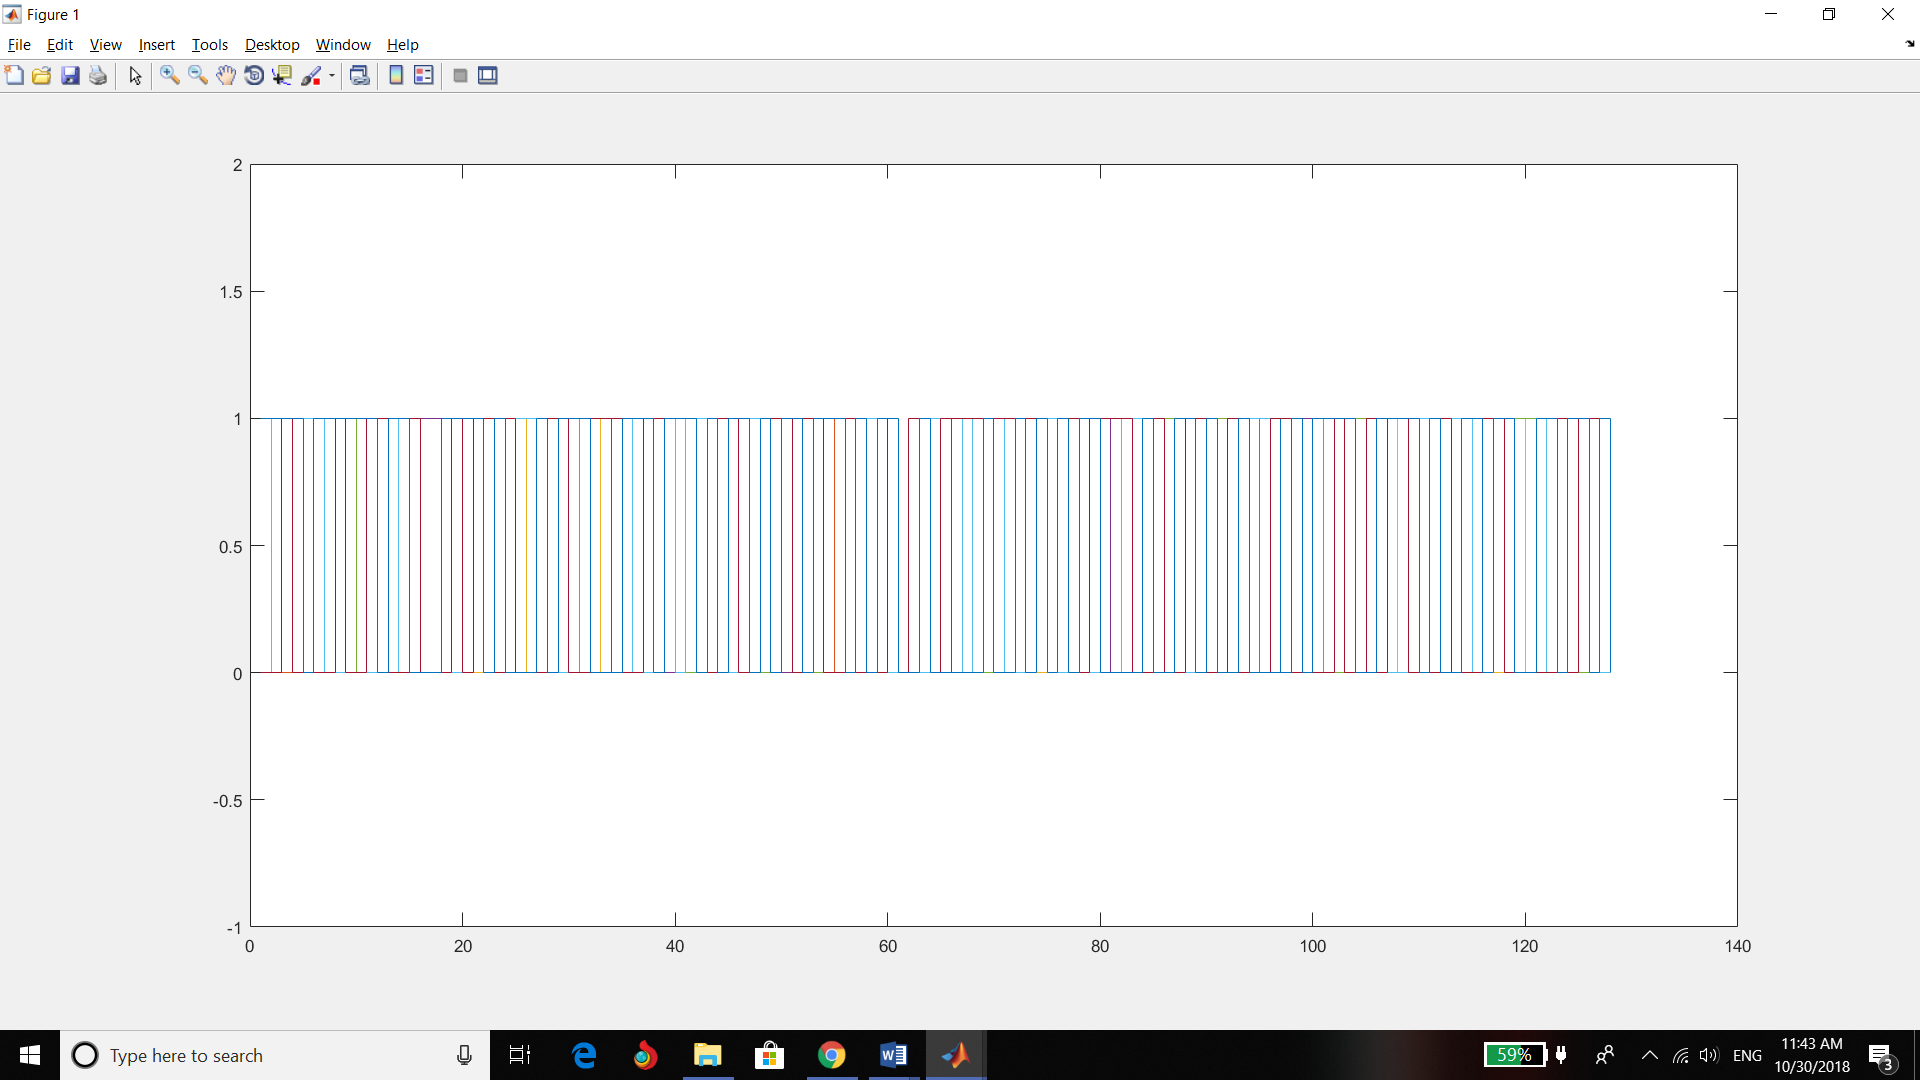 Figure 1
File Edit View Insert Tools Desktop Window Help
2
1.5
1
0.5
0
-0.5
-1
0 20 40 60 80 100 120 140
Type here to search
59%
ENG
11:43 AM
10/30/2018
3